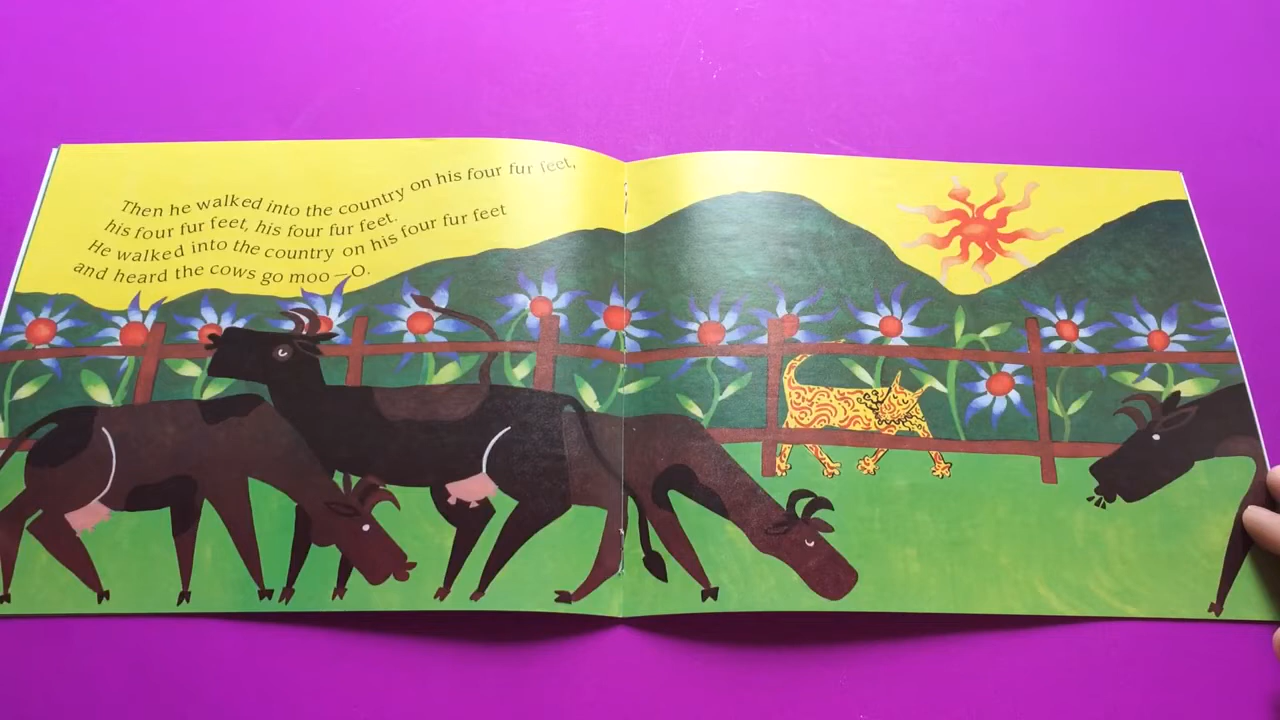 Then he walked into the country on his four fur feet,
his four fur feet, his four fur feet.
He walked into the country on his four fur feet
and heard the cows go moo—O.